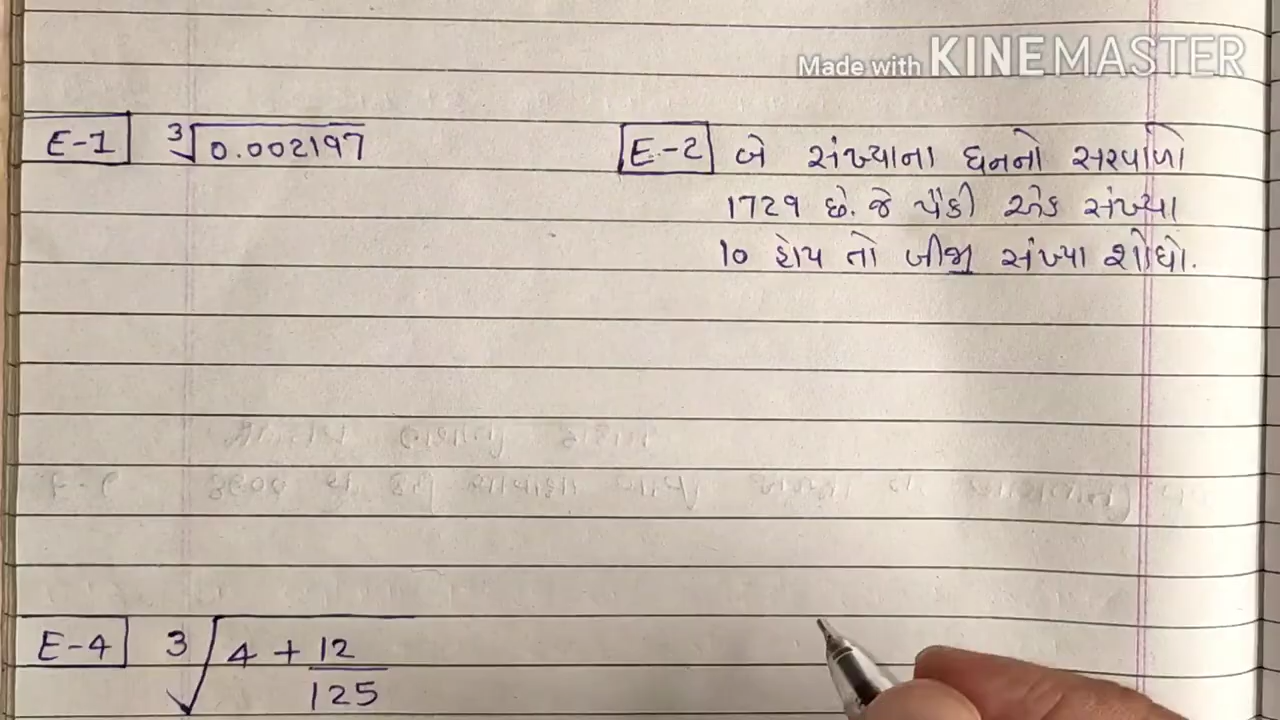 Made with KINEMASTER
E-1 ∛0.002197
E-2 બે સંખ્યાના ઘનનો સરવાળો
1729 છે. જે પૈકી એક સંખ્યા
10 હોય તો બીજી સંખ્યા શોધો.
E-4 ∛(4 + 12/125)